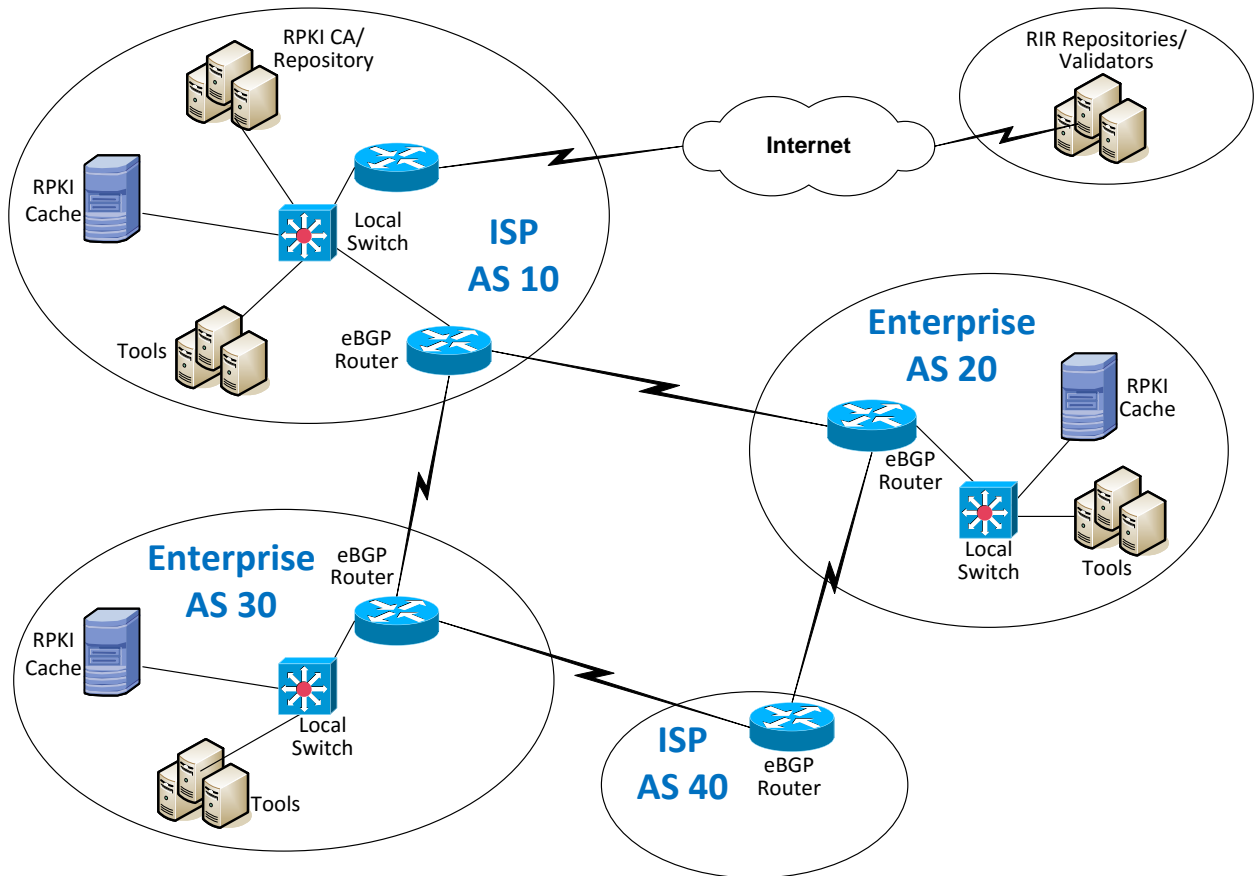 RPKI CA/
Repository
RIR Repositories/
Validators
Internet
RPKI
Cache
Local
Switch
ISP
AS 10
Tools
eBGP
Router
Enterprise
AS 20
RPKI
Cache
eBGP
Router
Local
Switch
Tools
Enterprise
AS 30
eBGP
Router
RPKI
Cache
Local
Switch
Tools
ISP
AS 40
eBGP
Router